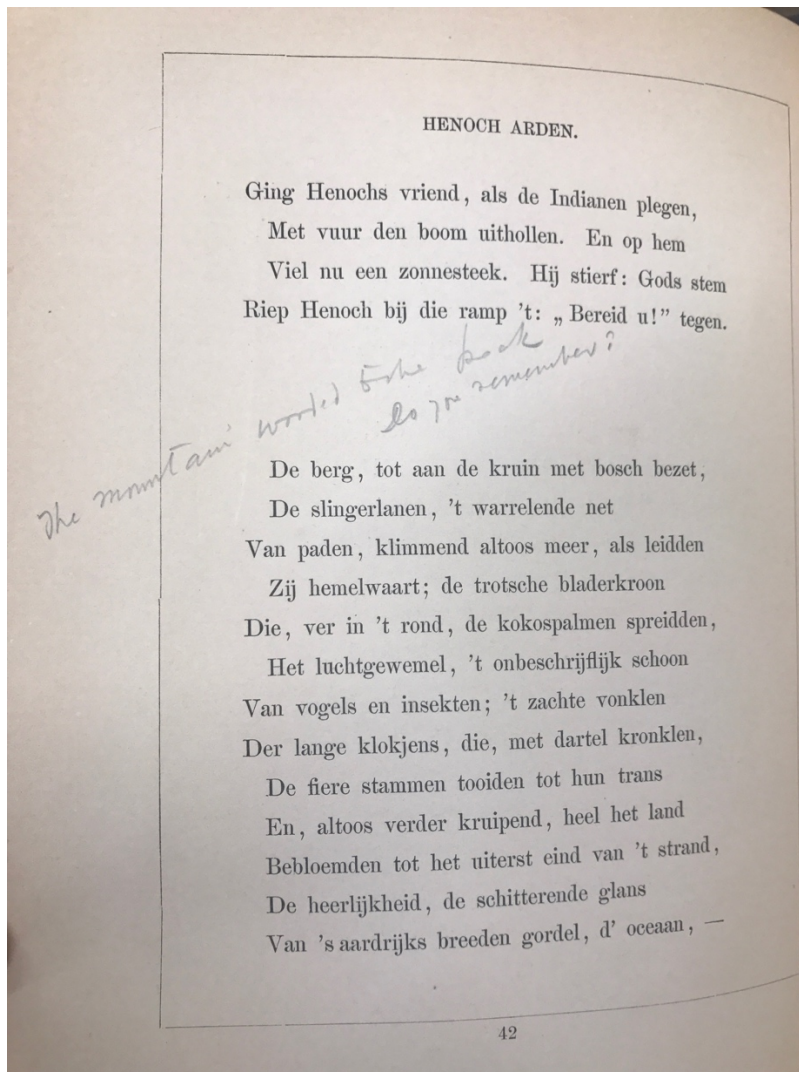 HENOCH ARDEN.
Ging Henochs vriend, als de Indianen plegen,
Met vuur den boom uithollen. En op hem
Viel nu een zonnesteek. Hij stierf: Gods stem
Riep Henoch bij die ramp 't: „Bereid u!” tegen.
The mountain wooded to the peak
Do you remember?
De berg, tot aan de kruin met bosch bezet,
De slingerlanen, 't warrelende net
Van paden, klimmend altoos meer, als leidden
Zij hemelwaart; de trotsche bladerkroon
Die, ver in 't rond, de kokospalmen spreidden,
Het luchtgewemel, 't onbeschrijflijk schoon
Van vogels en insekten; 't zachte vonklen
Der lange klokjens, die, met dartel kronklen,
De fiere stammen tooiden tot hun trans
En, altoos verder kruipend, heel het land
Bebloemden tot het uiterst eind van 't strand,
De heerlijkheid, de schitterende glans
Van 's aardrijks breeden gordel, d' oceaan, —
42